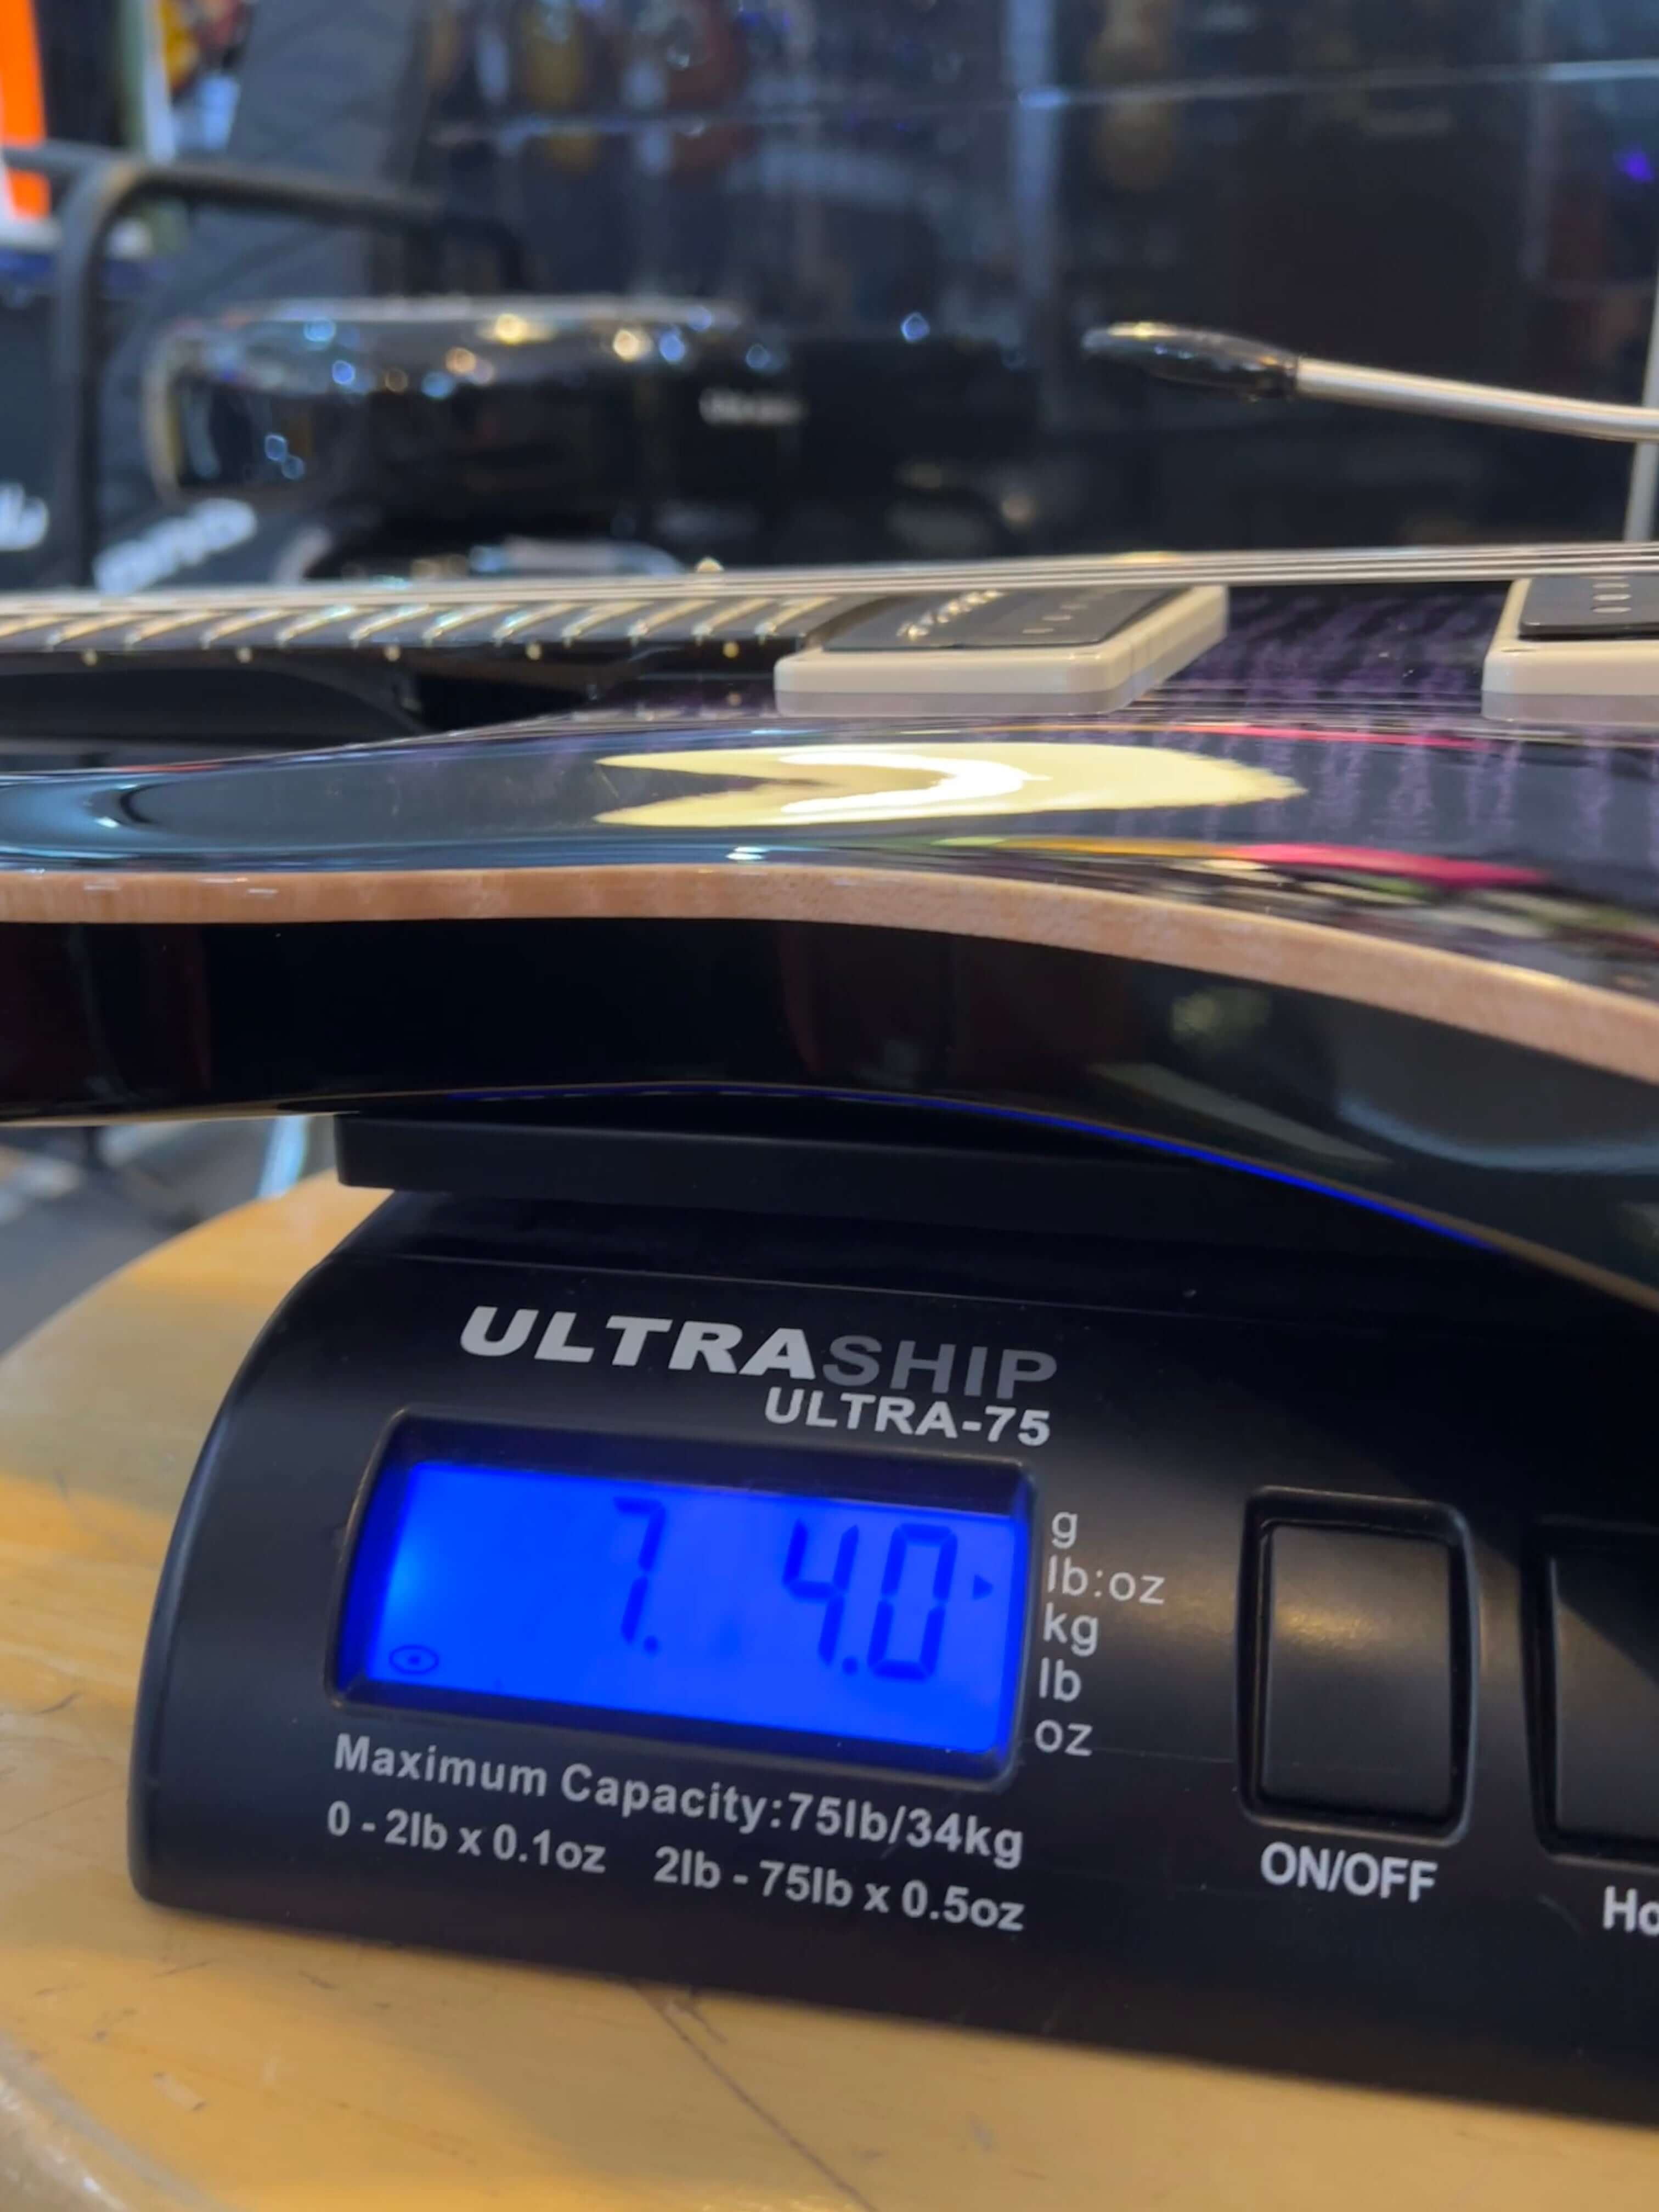 ULTRASHIP
ULTRA-75
7. 4.0
g
lb:oz
kg
lb
oz
Maximum Capacity:75lb/34kg
0 - 2lb x 0.1oz 2lb - 75lb x 0.5oz
ON/OFF